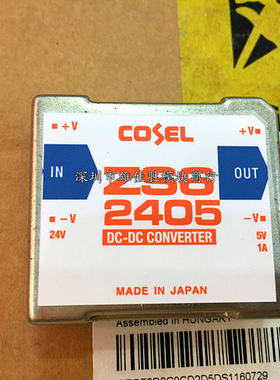 +V COSEL +V
深圳市雄佳胜模块商行
IN OUT
2405
-V -V
24V DC-DC CONVERTER 5V
1A
MADE IN JAPAN
Assembled in HUNGARY